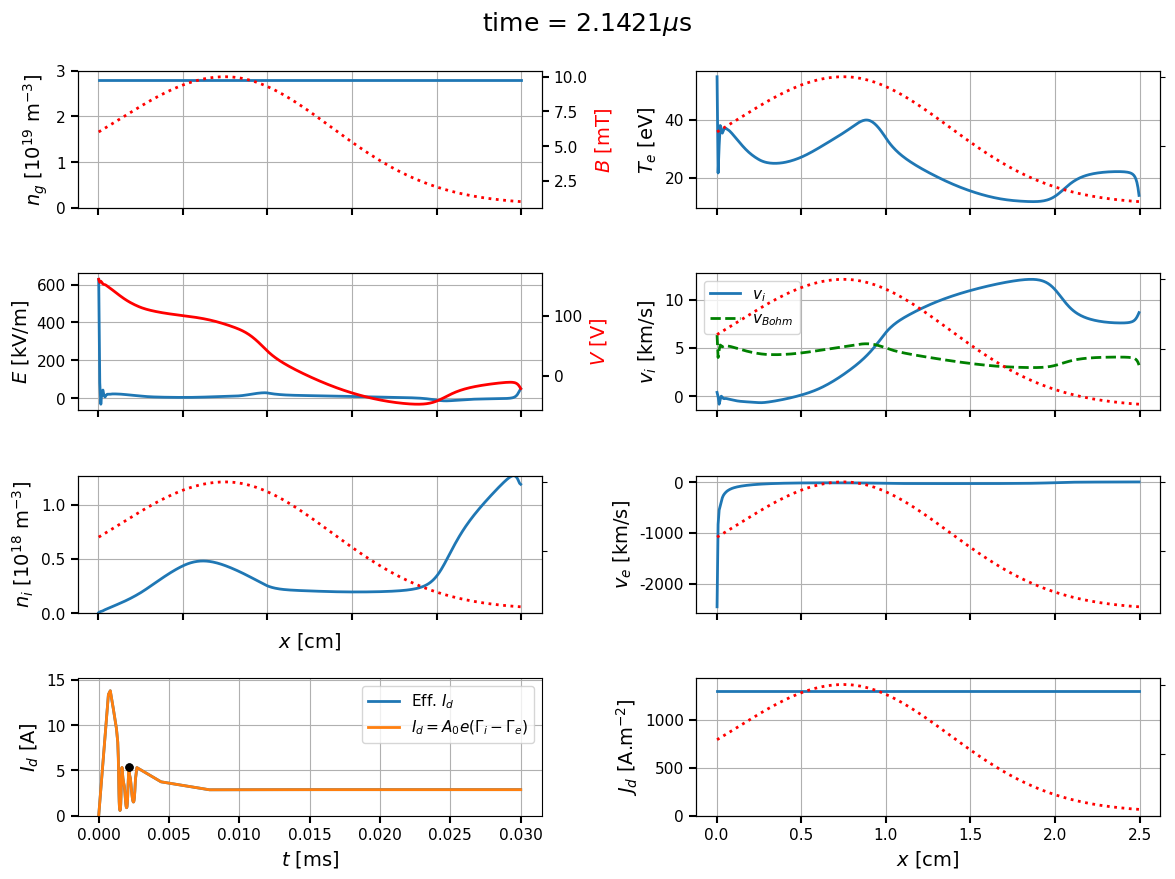 time = 2.1421μs
n_g [10^19 m^−3]
3
2
1
0
10.0
7.5
5.0
2.5
B [mT]
T_e [eV]
40
20
E [kV/m]
600
400
200
0
100
0
V [V]
v_i [km/s]
10
5
0
v_i
v_Bohm
n_i [10^18 m^−3]
1.0
0.5
0.0
x [cm]
v_e [km/s]
0
-1000
-2000
I_d [A]
15
10
5
0
Eff. I_d
I_d = A_0e(Γ_i − Γ_e)
0.000 0.005 0.010 0.015 0.020 0.025 0.030
t [ms]
J_d [A.m^−2]
1000
500
0
0.0 0.5 1.0 1.5 2.0 2.5
x [cm]